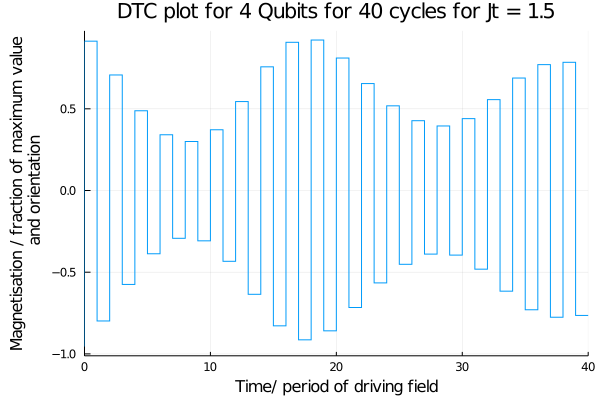 DTC plot for 4 Qubits for 40 cycles for Jt = 1.5
Magnetisation / fraction of maximum value
and orientation
0.5
0.0
−0.5
−1.0
0 10 20 30 40
Time/ period of driving field